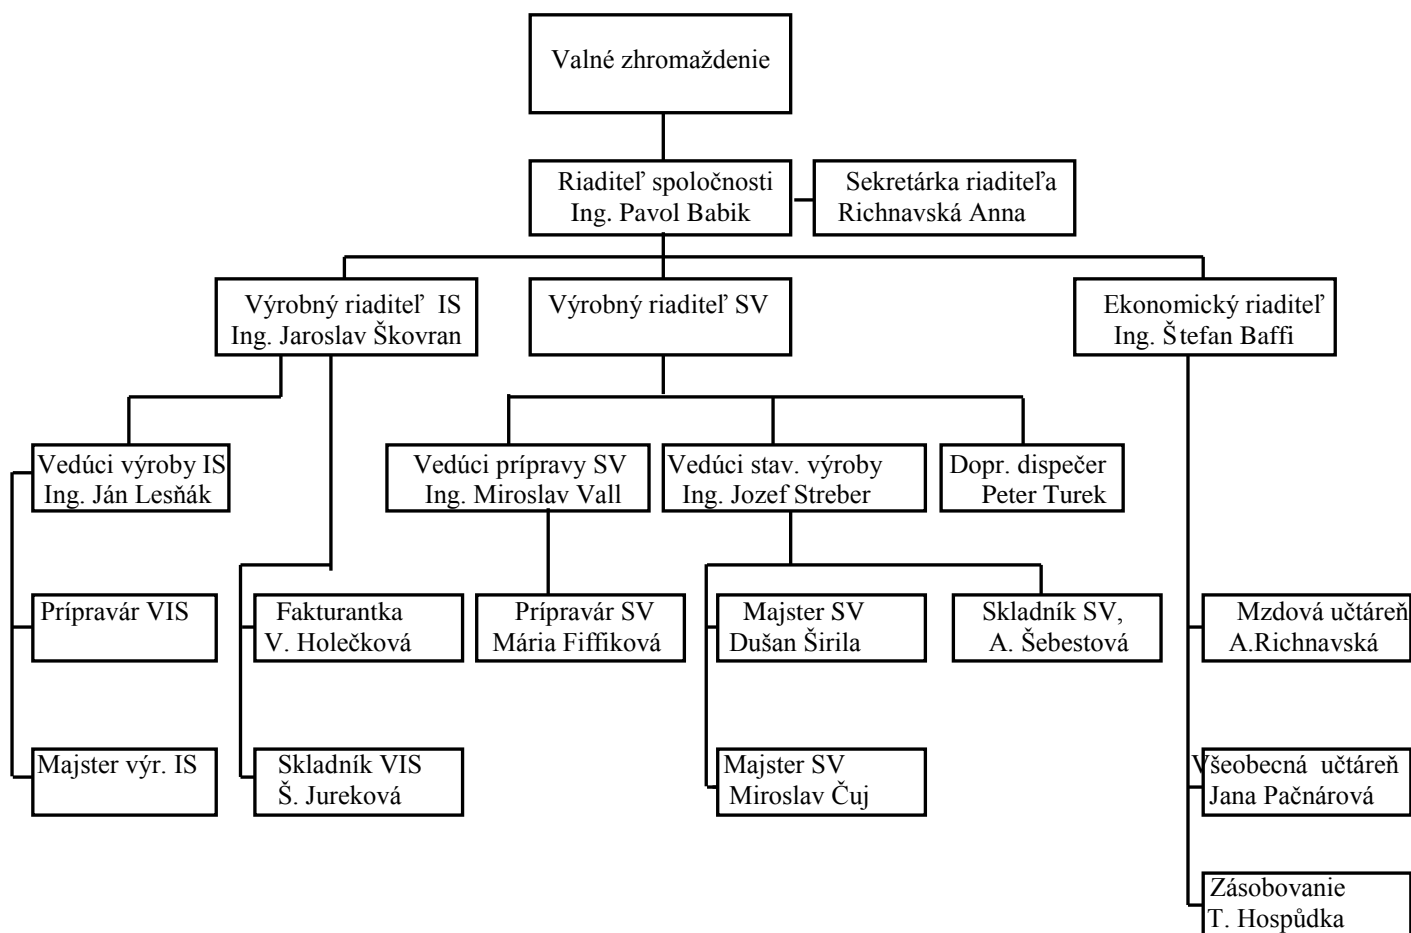 Valné zhromaždenie
Riaditeľ spoločnosti
Ing. Pavol Babik
Sekretárka riaditeľa
Richnavská Anna
Výrobný riaditeľ IS
Ing. Jaroslav Škovran
Výrobný riaditeľ SV
Ekonomický riaditeľ
Ing. Štefan Baffi
Vedúci výroby IS
Ing. Ján Lesňák
Vedúci prípravy SV
Ing. Miroslav Vall
Vedúci stav. výroby
Ing. Jozef Streber
Dopr. dispečer
Peter Turek
Prípravár VIS
Fakturantka
V. Holečková
Prípravár SV
Mária Fiffiková
Majster SV
Dušan Širila
Skladník SV,
A. Šebestová
Mzdová učtáreň
A.Richnavská
Majster výr. IS
Skladník VIS
Š. Jureková
Majster SV
Miroslav Čuj
Všeobecná učtáreň
Jana Pačnárová
Zásobovanie
T. Hospůdka